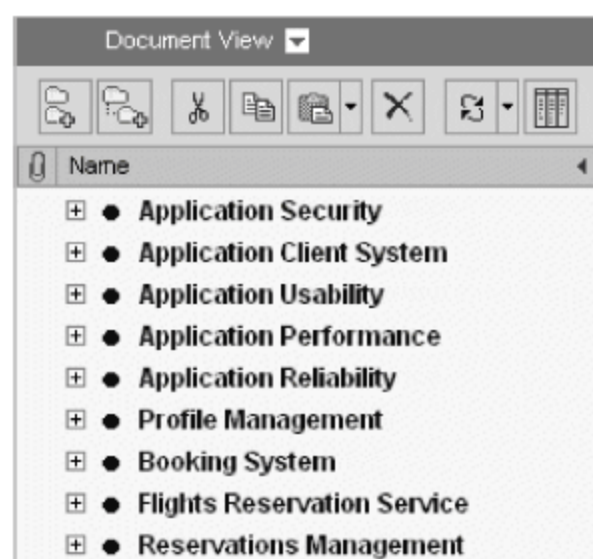 Document View
Name
Application Security
Application Client System
Application Usability
Application Performance
Application Reliability
Profile Management
Booking System
Flights Reservation Service
Reservations Management